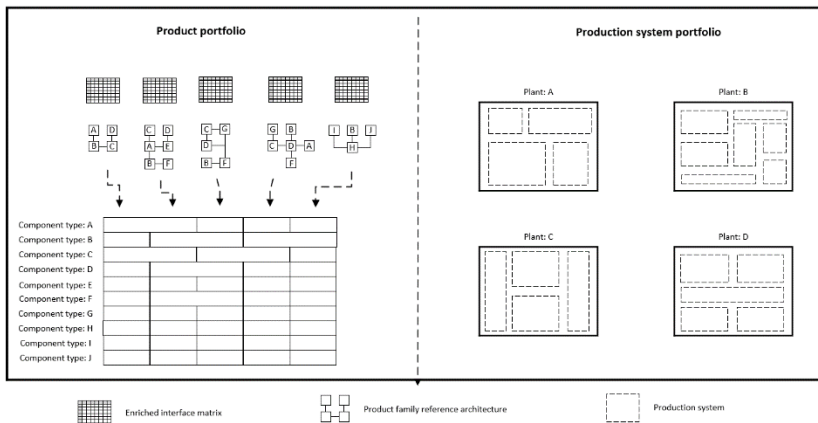 Product portfolio
Production system portfolio
Plant: A
Plant: B
A D
B C
C D
A E
B F
C G
D
B F
G B
C D A
F
I B J
H
Component type: A
Component type: B
Component type: C
Component type: D
Component type: E
Component type: F
Component type: G
Component type: H
Component type: I
Component type: J
Plant: C
Plant: D
Enriched interface matrix
Product family reference architecture
Production system